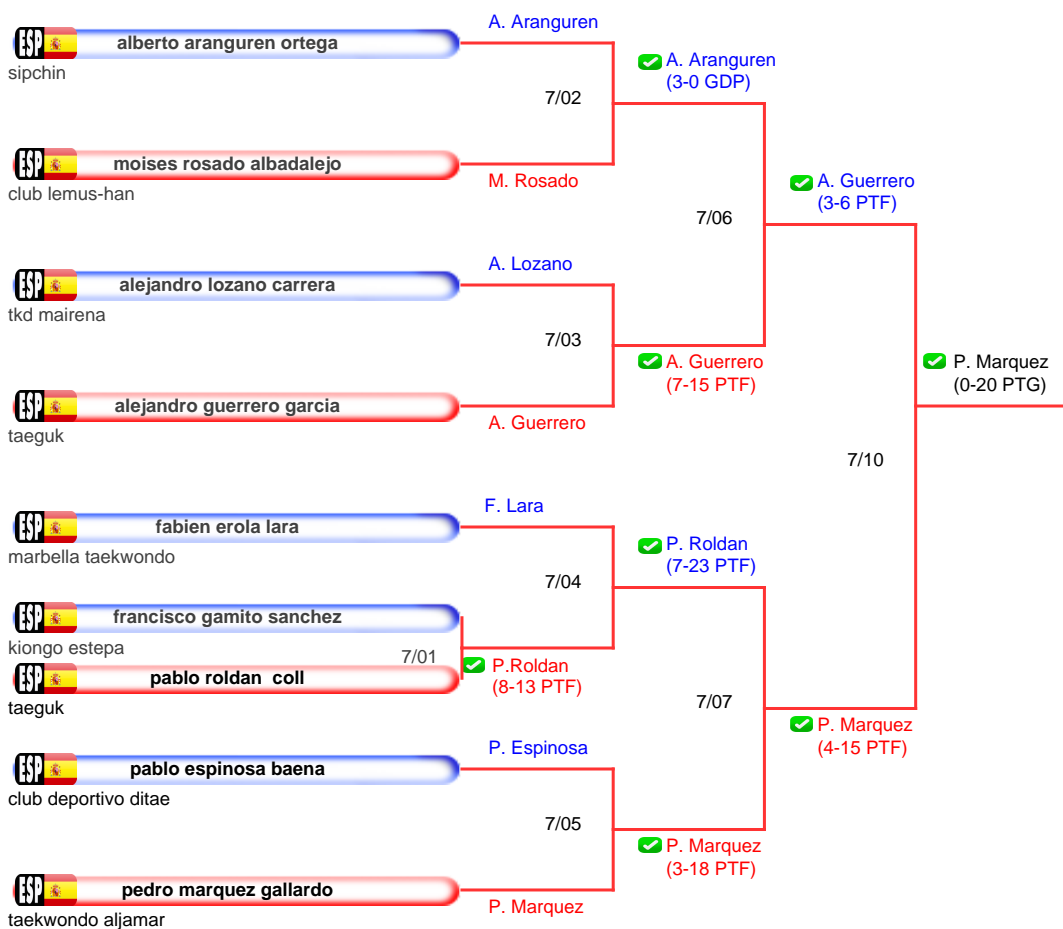 A. Aranguren
ESP alberto aranguren ortega
sipchin
A. Aranguren
(3-0 GDP)
7/02
ESP moises rosado albadalejo
club lemus-han
M. Rosado
A. Guerrero
(3-6 PTF)
7/06
A. Lozano
ESP alejandro lozano carrera
tkd mairena
7/03
A. Guerrero
(7-15 PTF)
P. Marquez
(0-20 PTG)
ESP alejandro guerrero garcia
taeguk
A. Guerrero
7/10
F. Lara
ESP fabien erola lara
marbella taekwondo
P. Roldan
(7-23 PTF)
7/04
ESP francisco gamito sanchez
kiongo estepa
7/01
P.Roldan
(8-13 PTF)
ESP pablo roldan coll
taeguk
7/07
P. Marquez
(4-15 PTF)
P. Espinosa
ESP pablo espinosa baena
club deportivo ditae
7/05
P. Marquez
(3-18 PTF)
ESP pedro marquez gallardo
taekwondo aljamar
P. Marquez